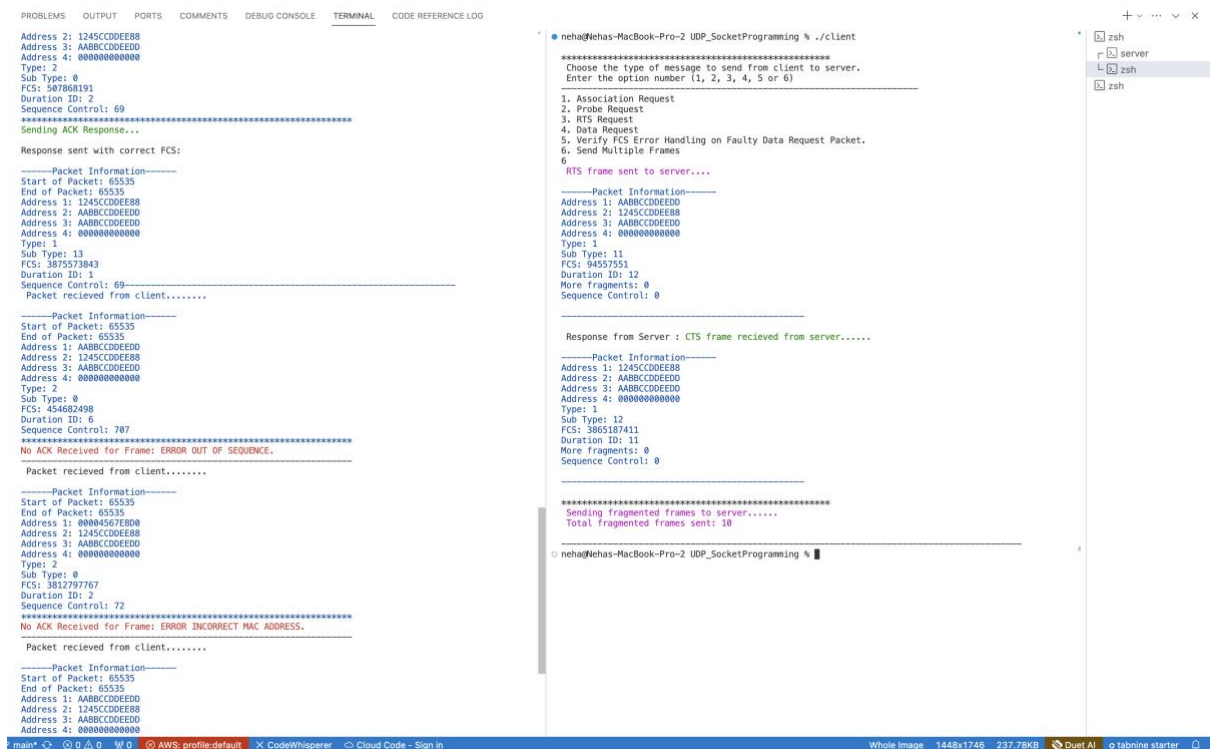 PROBLEMS OUTPUT PORTS COMMENTS DEBUG CONSOLE TERMINAL CODE REFERENCE LOG
Address 2: 1245CCDDEE88
Address 3: AABBCCDDEEDD
Address 4: 000000000000
Type: 2
Sub Type: 0
FCS: 507868191
Duration ID: 2
Sequence Control: 69
****************************************************************
Sending ACK Response...
Response sent with correct FCS:
------Packet Information------
Start of Packet: 65535
End of Packet: 65535
Address 1: 1245CCDDEE88
Address 2: AABBCCDDEEDD
Address 3: AABBCCDDEEDD
Address 4: 000000000000
Type: 1
Sub Type: 13
FCS: 3875573843
Duration ID: 1
Sequence Control: 69----------------------------------------------------------------
Packet recieved from client........
------Packet Information------
Start of Packet: 65535
End of Packet: 65535
Address 1: AABBCCDDEEDD
Address 2: 1245CCDDEE88
Address 3: AABBCCDDEEDD
Address 4: 000000000000
Type: 2
Sub Type: 0
FCS: 454682498
Duration ID: 6
Sequence Control: 707
****************************************************************
No ACK Received for Frame: ERROR OUT OF SEQUENCE.
----------------------------------------------------------------
Packet recieved from client........
------Packet Information------
Start of Packet: 65535
End of Packet: 65535
Address 1: 00004567E8D0
Address 2: 1245CCDDEE88
Address 3: AABBCCDDEEDD
Address 4: 000000000000
Type: 2
Sub Type: 0
FCS: 3812797767
Duration ID: 2
Sequence Control: 72
****************************************************************
No ACK Received for Frame: ERROR INCORRECT MAC ADDRESS.
----------------------------------------------------------------
Packet recieved from client........
------Packet Information------
Start of Packet: 65535
End of Packet: 65535
Address 1: AABBCCDDEEDD
Address 2: 1245CCDDEE88
Address 3: AABBCCDDEEDD
Address 4: 000000000000
neha@Nehas-MacBook-Pro-2 UDP_SocketProgramming % ./client
****************************************************
Choose the type of message to send from client to server.
Enter the option number (1, 2, 3, 4, 5 or 6)
---------------------------------------------------------------------
1. Association Request
2. Probe Request
3. RTS Request
4. Data Request
5. Verify FCS Error Handling on Faulty Data Request Packet.
6. Send Multiple Frames
6
RTS frame sent to server....
------Packet Information------
Address 1: AABBCCDDEEDD
Address 2: 1245CCDDEE88
Address 3: AABBCCDDEEDD
Address 4: 000000000000
Type: 1
Sub Type: 11
FCS: 94557551
Duration ID: 12
More fragments: 0
Sequence Control: 0
-----------------------------------------------
Response from Server : CTS frame recieved from server......
------Packet Information------
Address 1: 1245CCDDEE88
Address 2: AABBCCDDEEDD
Address 3: AABBCCDDEEDD
Address 4: 000000000000
Type: 1
Sub Type: 12
FCS: 3865187411
Duration ID: 11
More fragments: 0
Sequence Control: 0
-----------------------------------------------
****************************************************
Sending fragmented frames to server......
Total fragmented frames sent: 10
-----------------------------------------------------------------------------------------
neha@Nehas-MacBook-Pro-2 UDP_SocketProgramming %
zsh
server
zsh
zsh
main* 0 0 0 AWS: profile:default CodeWhisperer Cloud Code - Sign in Whole Image 1448x1746 237.78KB Duet AI tabnine starter